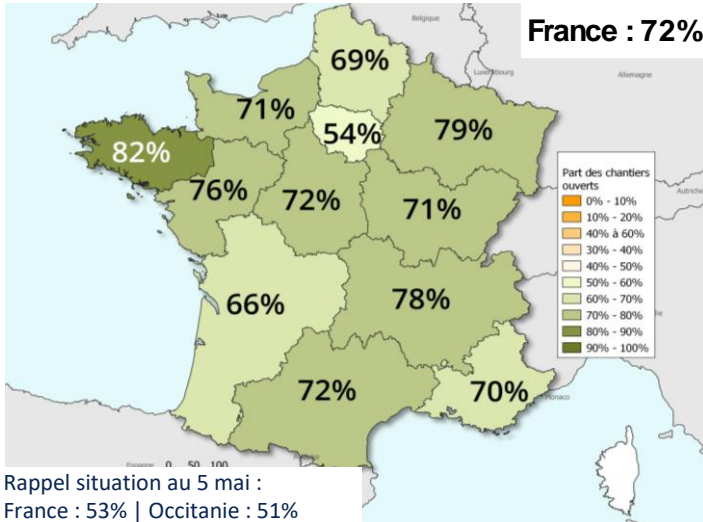 Belgique
France : 72%
69%
Luxembourg
Allemagne
71%
54%
79%
82%
76%
72%
71%
Part des chantiers
ouverts
0% - 10%
10% - 20%
40% à 60%
30% - 40%
40% - 50%
50% - 60%
60% - 70%
70% - 80%
80% - 90%
90% - 100%
Autriche
66%
78%
72%
70%
Monaco
Espagne 0 50 100
Rappel situation au 5 mai :
France : 53% | Occitanie : 51%